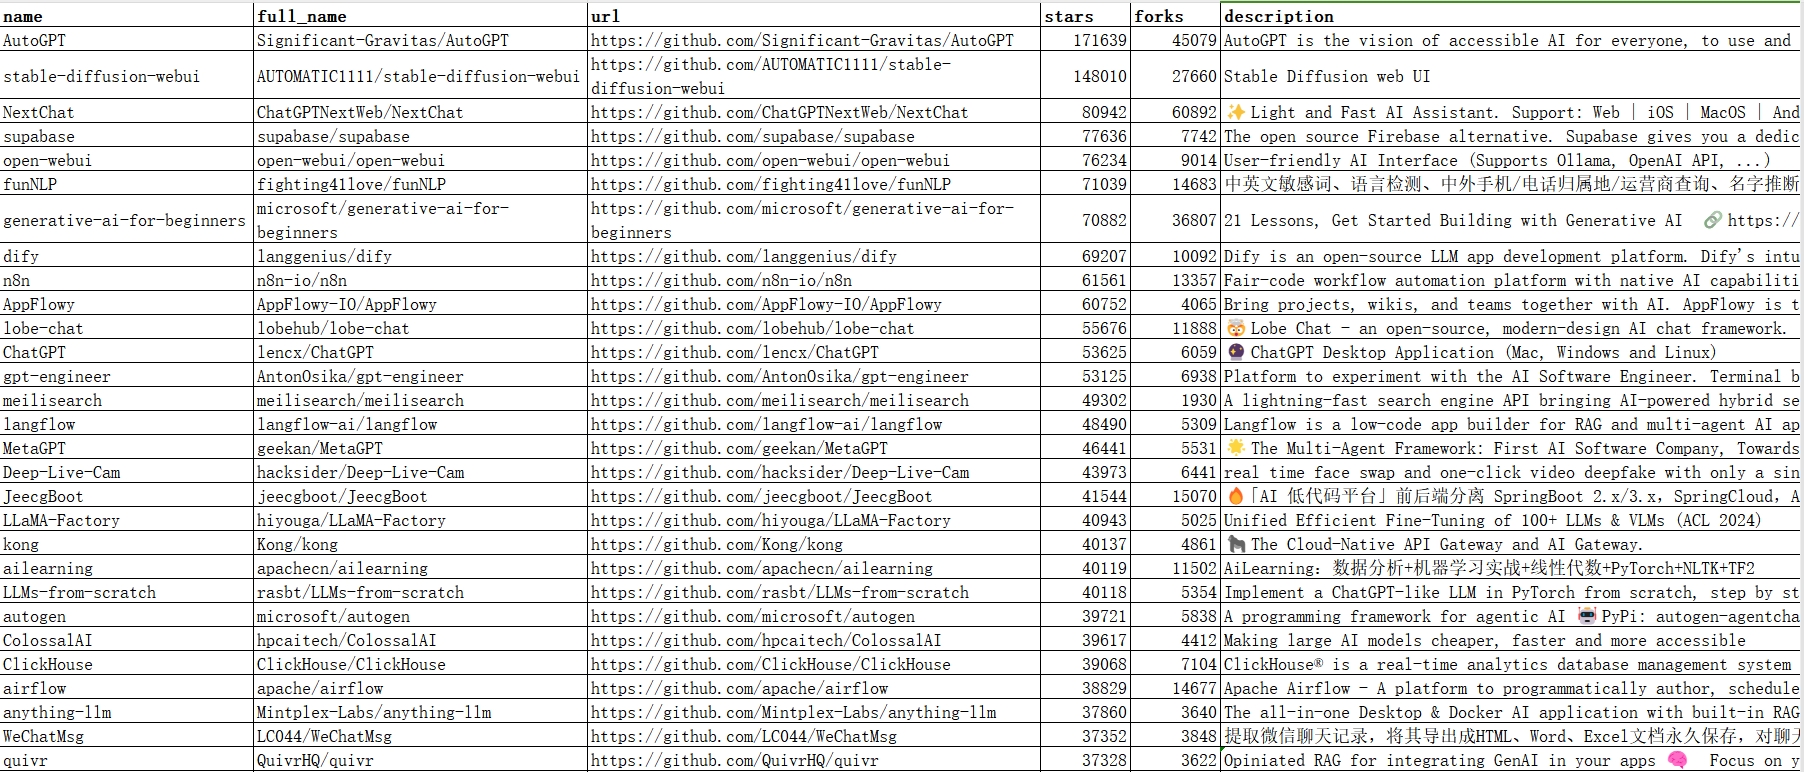 name full_name url stars forks description
AutoGPT Significant-Gravitas/AutoGPT https://github.com/Significant-Gravitas/AutoGPT 171639 45079 AutoGPT is the vision of accessible AI for everyone, to use and
stable-diffusion-webui AUTOMATIC1111/stable-diffusion-webui https://github.com/AUTOMATIC1111/stable-
diffusion-webui 148010 27660 Stable Diffusion web UI
NextChat ChatGPTNextWeb/NextChat https://github.com/ChatGPTNextWeb/NextChat 80942 60892 ✨ Light and Fast AI Assistant. Support: Web | iOS | MacOS | And
supabase supabase/supabase https://github.com/supabase/supabase 77636 7742 The open source Firebase alternative. Supabase gives you a dedic
open-webui open-webui/open-webui https://github.com/open-webui/open-webui 76234 9014 User-friendly AI Interface (Supports Ollama, OpenAI API, ...)
funNLP fighting41love/funNLP https://github.com/fighting41love/funNLP 71039 14683 中英文敏感词、语言检测、中外手机/电话归属地/运营商查询、名字推断
generative-ai-for-beginners microsoft/generative-ai-for-
beginners https://github.com/microsoft/generative-ai-for-
beginners 70882 36807 21 Lessons, Get Started Building with Generative AI 🔗 https://
dify langgenius/dify https://github.com/langgenius/dify 69207 10092 Dify is an open-source LLM app development platform. Dify's intu
n8n n8n-io/n8n https://github.com/n8n-io/n8n 61561 13357 Fair-code workflow automation platform with native AI capabiliti
AppFlowy AppFlowy-IO/AppFlowy https://github.com/AppFlowy-IO/AppFlowy 60752 4065 Bring projects, wikis, and teams together with AI. AppFlowy is t
lobe-chat lobehub/lobe-chat https://github.com/lobehub/lobe-chat 55676 11888 🤯 Lobe Chat - an open-source, modern-design AI chat framework.
ChatGPT lencx/ChatGPT https://github.com/lencx/ChatGPT 53625 6059 🔮 ChatGPT Desktop Application (Mac, Windows and Linux)
gpt-engineer AntonOsika/gpt-engineer https://github.com/AntonOsika/gpt-engineer 53125 6938 Platform to experiment with the AI Software Engineer. Terminal b
meilisearch meilisearch/meilisearch https://github.com/meilisearch/meilisearch 49302 1930 A lightning-fast search engine API bringing AI-powered hybrid se
langflow langflow-ai/langflow https://github.com/langflow-ai/langflow 48490 5309 Langflow is a low-code app builder for RAG and multi-agent AI ap
MetaGPT geekan/MetaGPT https://github.com/geekan/MetaGPT 46441 5531 🌟 The Multi-Agent Framework: First AI Software Company, Towards
Deep-Live-Cam hacksider/Deep-Live-Cam https://github.com/hacksider/Deep-Live-Cam 43973 6441 real time face swap and one-click video deepfake with only a sin
JeecgBoot jeecgboot/JeecgBoot https://github.com/jeecgboot/JeecgBoot 41544 15070 🔥「AI 低代码平台」前后端分离 SpringBoot 2.x/3.x, SpringCloud, A
LLaMA-Factory hiyouga/LLaMA-Factory https://github.com/hiyouga/LLaMA-Factory 40943 5025 Unified Efficient Fine-Tuning of 100+ LLMs & VLMs (ACL 2024)
kong Kong/kong https://github.com/Kong/kong 40137 4861 🦍 The Cloud-Native API Gateway and AI Gateway.
ailearning apachecn/ailearning https://github.com/apachecn/ailearning 40119 11502 AiLearning: 数据分析+机器学习实战+线性代数+PyTorch+NLTK+TF2
LLMs-from-scratch rasbt/LLMs-from-scratch https://github.com/rasbt/LLMs-from-scratch 40118 5354 Implement a ChatGPT-like LLM in PyTorch from scratch, step by st
autogen microsoft/autogen https://github.com/microsoft/autogen 39721 5838 A programming framework for agentic AI 🤖 PyPi: autogen-agentcha
ColossalAI hpcaitech/ColossalAI https://github.com/hpcaitech/ColossalAI 39617 4412 Making large AI models cheaper, faster and more accessible
ClickHouse ClickHouse/ClickHouse https://github.com/ClickHouse/ClickHouse 39068 7104 ClickHouse® is a real-time analytics database management system
airflow apache/airflow https://github.com/apache/airflow 38829 14677 Apache Airflow - A platform to programmatically author, schedule
anything-llm Mintplex-Labs/anything-llm https://github.com/Mintplex-Labs/anything-llm 37860 3640 The all-in-one Desktop & Docker AI application with built-in RAG
WeChatMsg LC044/WeChatMsg https://github.com/LC044/WeChatMsg 37352 3848 提取微信聊天记录，将其导出成HTML、Word、Excel文档永久保存，对聊天
quivr QuivrHQ/quivr https://github.com/QuivrHQ/quivr 37328 3622 Opiniated RAG for integrating GenAI in your apps 🧠 Focus on y